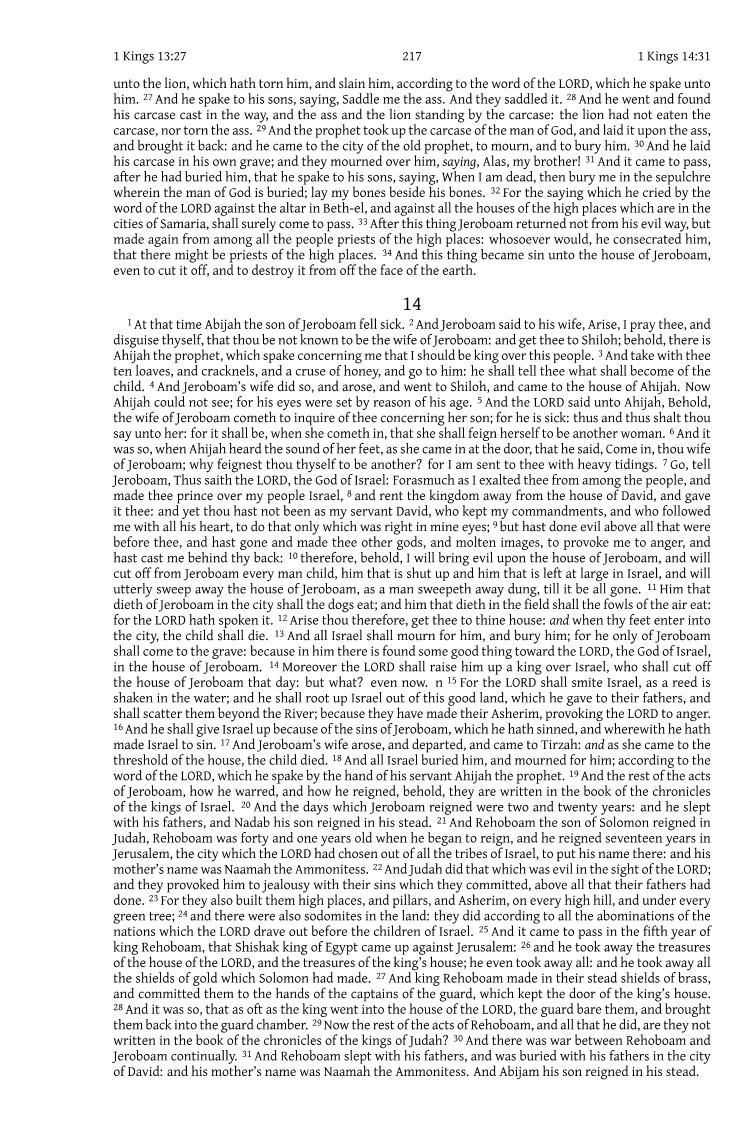 1 Kings 13:27 217 1 Kings 14:31
unto the lion, which hath torn him, and slain him, according to the word of the LORD, which he spake unto
him. 27 And he spake to his sons, saying, Saddle me the ass. And they saddled it. 28 And he went and found
his carcase cast in the way, and the ass and the lion standing by the carcase: the lion had not eaten the
carcase, nor torn the ass. 29 And the prophet took up the carcase of the man of God, and laid it upon the ass,
and brought it back: and he came to the city of the old prophet, to mourn, and to bury him. 30 And he laid
his carcase in his own grave; and they mourned over him, saying, Alas, my brother! 31 And it came to pass,
after he had buried him, that he spake to his sons, saying, When I am dead, then bury me in the sepulchre
wherein the man of God is buried; lay my bones beside his bones. 32 For the saying which he cried by the
word of the LORD against the altar in Beth-el, and against all the houses of the high places which are in the
cities of Samaria, shall surely come to pass. 33 After this thing Jeroboam returned not from his evil way, but
made again from among all the people priests of the high places: whosoever would, he consecrated him,
that there might be priests of the high places. 34 And this thing became sin unto the house of Jeroboam,
even to cut it off, and to destroy it from off the face of the earth.
14
1 At that time Abijah the son of Jeroboam fell sick. 2 And Jeroboam said to his wife, Arise, I pray thee, and
disguise thyself, that thou be not known to be the wife of Jeroboam: and get thee to Shiloh; behold, there is
Ahijah the prophet, which spake concerning me that I should be king over this people. 3 And take with thee
ten loaves, and cracknels, and a cruse of honey, and go to him: he shall tell thee what shall become of the
child. 4 And Jeroboam's wife did so, and arose, and went to Shiloh, and came to the house of Ahijah. Now
Ahijah could not see; for his eyes were set by reason of his age. 5 And the LORD said unto Ahijah, Behold,
the wife of Jeroboam cometh to inquire of thee concerning her son; for he is sick: thus and thus shalt thou
say unto her: for it shall be, when she cometh in, that she shall feign herself to be another woman. 6 And it
was so, when Ahijah heard the sound of her feet, as she came in at the door, that he said, Come in, thou wife
of Jeroboam; why feignest thou thyself to be another? for I am sent to thee with heavy tidings. 7 Go, tell
Jeroboam, Thus saith the LORD, the God of Israel: Forasmuch as I exalted thee from among the people, and
made thee prince over my people Israel, 8 and rent the kingdom away from the house of David, and gave
it thee: and yet thou hast not been as my servant David, who kept my commandments, and who followed
me with all his heart, to do that only which was right in mine eyes; 9 but hast done evil above all that were
before thee, and hast gone and made thee other gods, and molten images, to provoke me to anger, and
hast cast me behind thy back: 10 therefore, behold, I will bring evil upon the house of Jeroboam, and will
cut off from Jeroboam every man child, him that is shut up and him that is left at large in Israel, and will
utterly sweep away the house of Jeroboam, as a man sweepeth away dung, till it be all gone. 11 Him that
dieth of Jeroboam in the city shall the dogs eat; and him that dieth in the field shall the fowls of the air eat:
for the LORD hath spoken it. 12 Arise thou therefore, get thee to thine house: and when thy feet enter into
the city, the child shall die. 13 And all Israel shall mourn for him, and bury him; for he only of Jeroboam
shall come to the grave: because in him there is found some good thing toward the LORD, the God of Israel,
in the house of Jeroboam. 14 Moreover the LORD shall raise him up a king over Israel, who shall cut off
the house of Jeroboam that day: but what? even now. n 15 For the LORD shall smite Israel, as a reed is
shaken in the water; and he shall root up Israel out of this good land, which he gave to their fathers, and
shall scatter them beyond the River; because they have made their Asherim, provoking the LORD to anger.
16 And he shall give Israel up because of the sins of Jeroboam, which he hath sinned, and wherewith he hath
made Israel to sin. 17 And Jeroboam's wife arose, and departed, and came to Tirzah: and as she came to the
threshold of the house, the child died. 18 And all Israel buried him, and mourned for him; according to the
word of the LORD, which he spake by the hand of his servant Ahijah the prophet. 19 And the rest of the acts
of Jeroboam, how he warred, and how he reigned, behold, they are written in the book of the chronicles
of the kings of Israel. 20 And the days which Jeroboam reigned were two and twenty years: and he slept
with his fathers, and Nadab his son reigned in his stead. 21 And Rehoboam the son of Solomon reigned in
Judah, Rehoboam was forty and one years old when he began to reign, and he reigned seventeen years in
Jerusalem, the city which the LORD had chosen out of all the tribes of Israel, to put his name there: and his
mother's name was Naamah the Ammonitess. 22 And Judah did that which was evil in the sight of the LORD;
and they provoked him to jealousy with their sins which they committed, above all that their fathers had
done. 23 For they also built them high places, and pillars, and Asherim, on every high hill, and under every
green tree; 24 and there were also sodomites in the land: they did according to all the abominations of the
nations which the LORD drave out before the children of Israel. 25 And it came to pass in the fifth year of
king Rehoboam, that Shishak king of Egypt came up against Jerusalem: 26 and he took away the treasures
of the house of the LORD, and the treasures of the king's house; he even took away all: and he took away all
the shields of gold which Solomon had made. 27 And king Rehoboam made in their stead shields of brass,
and committed them to the hands of the captains of the guard, which kept the door of the king's house.
28 And it was so, that as oft as the king went into the house of the LORD, the guard bare them, and brought
them back into the guard chamber. 29 Now the rest of the acts of Rehoboam, and all that he did, are they not
written in the book of the chronicles of the kings of Judah? 30 And there was war between Rehoboam and
Jeroboam continually. 31 And Rehoboam slept with his fathers, and was buried with his fathers in the city
of David: and his mother's name was Naamah the Ammonitess. And Abijam his son reigned in his stead.